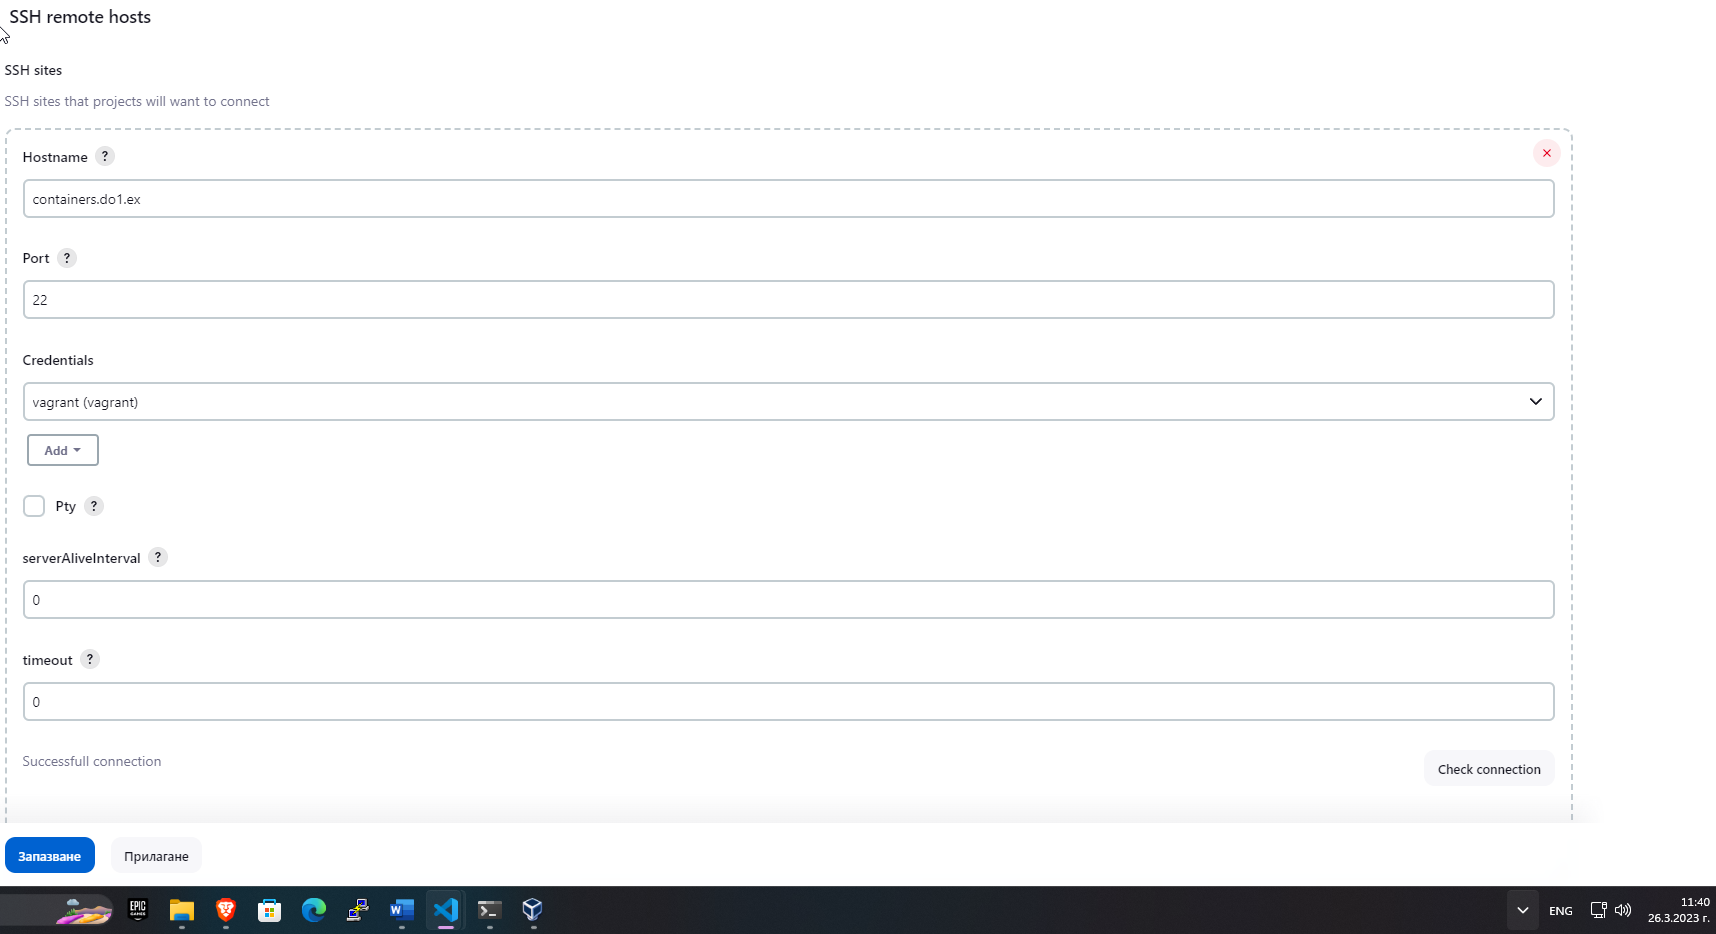 SSH remote hosts
SSH sites
SSH sites that projects will want to connect
Hostname ?
containers.do1.ex
Port ?
22
Credentials
vagrant (vagrant)
Add
Pty ?
serverAliveInterval ?
0
timeout ?
0
Successfull connection
Check connection
Запазване
Прилагане
EPIC GAMES
ENG
11:40
26.3.2023 г.